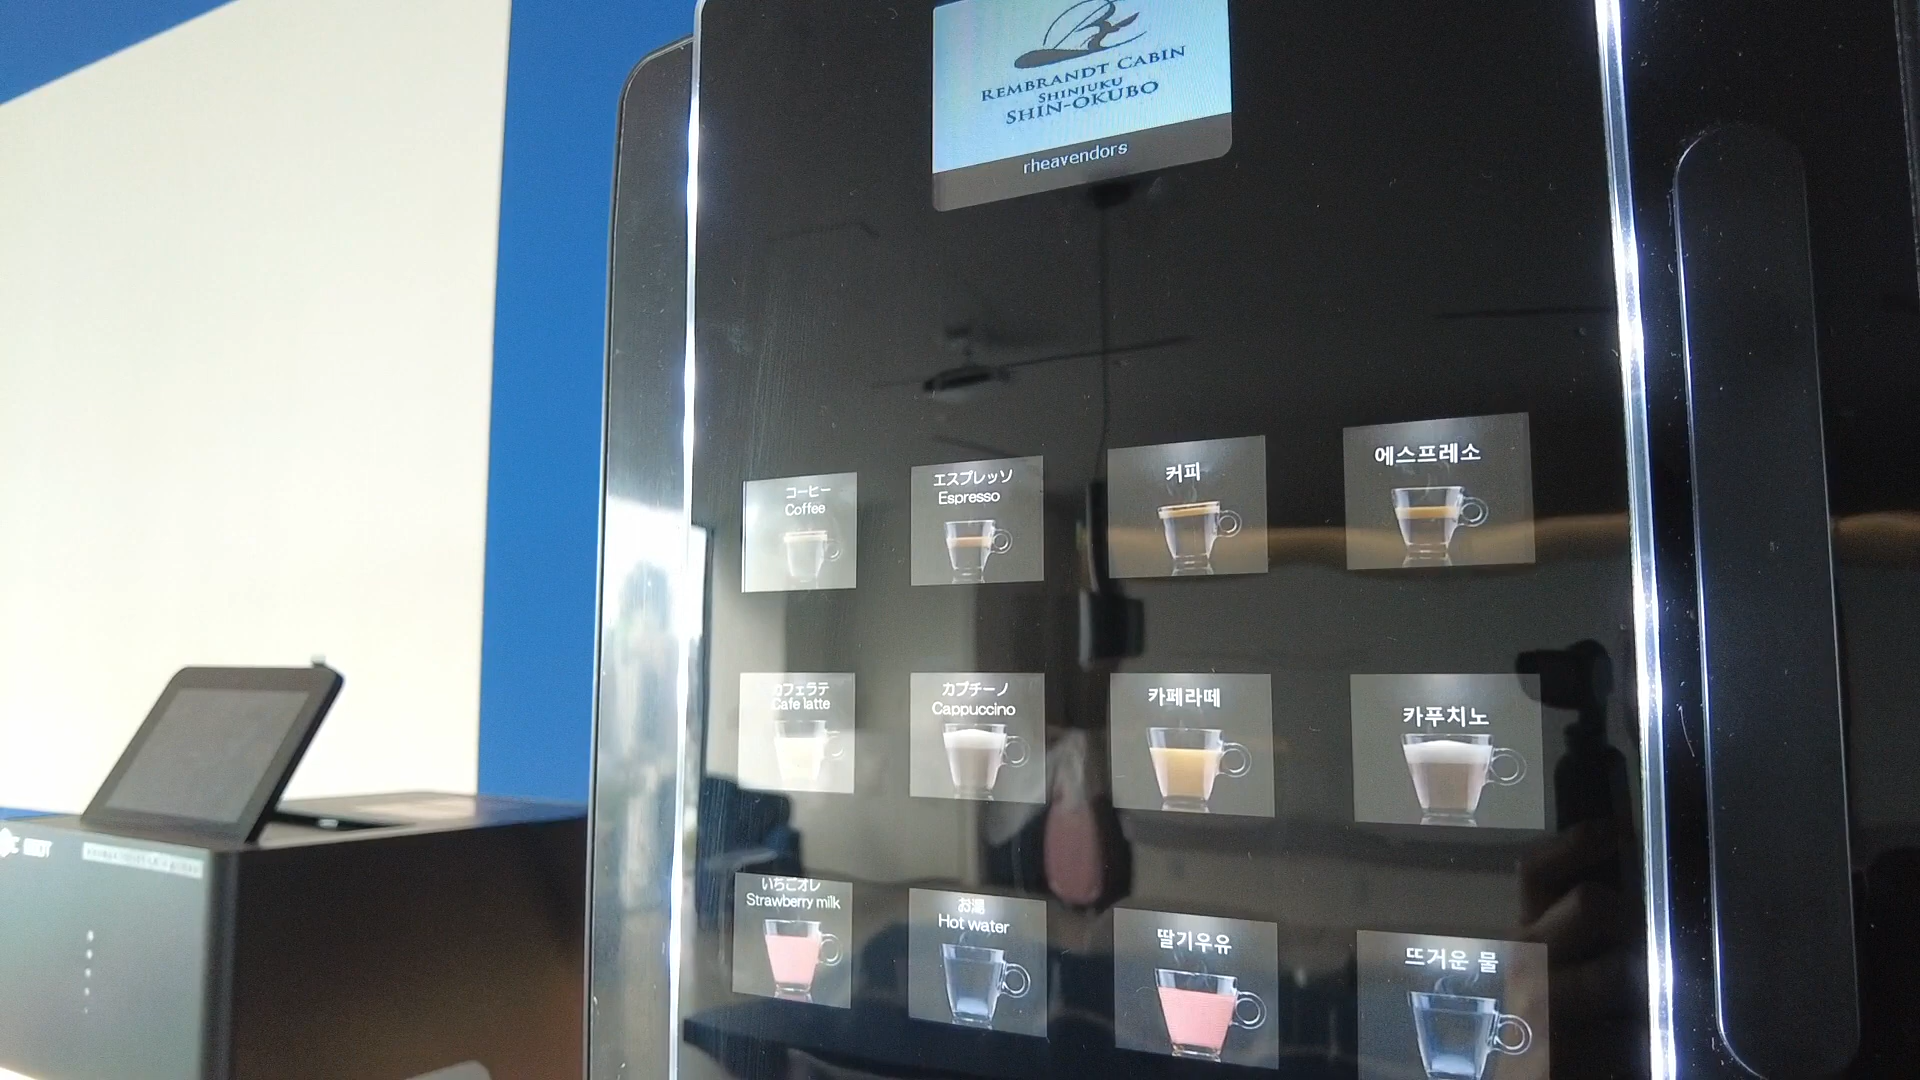 REMBRANDT CABIN
SHINJUKU
SHIN-OKUBO
rheavendors
コーヒー
Coffee
エスプレッソ
Espresso
커피
에스프레소
カフェラテ
Cafe latte
カプチーノ
Cappuccino
카페라떼
카푸치노
いちごオレ
Strawberry milk
お湯
Hot water
딸기우유
뜨거운 물